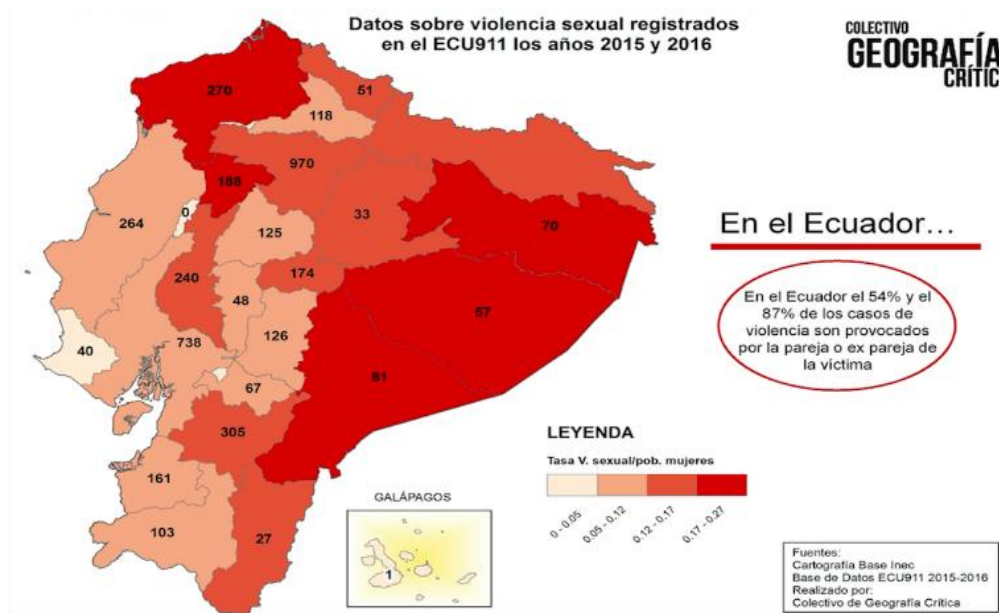 Datos sobre violencia sexual registrados
en el ECU911 los años 2015 y 2016
COLECTIVO
GEOGRAFÍA
CRÍTIC
270
51
118
970
188
0
264
33
70
125
240
174
48
57
40
738
126
81
67
305
161
103
27
En el Ecuador...
En el Ecuador el 54% y el
87% de los casos de
violencia son provocados
por la pareja o ex pareja de
la víctima
LEYENDA
Tasa V. sexual/pob. mujeres
0 - 0.05
0.05 - 0.12
0.12 - 0.17
0.17 - 0.27
GALÁPAGOS
1
Fuentes:
Cartografía Base Inec
Base de Datos ECU911 2015-2016
Realizado por:
Colectivo de Geografía Crítica